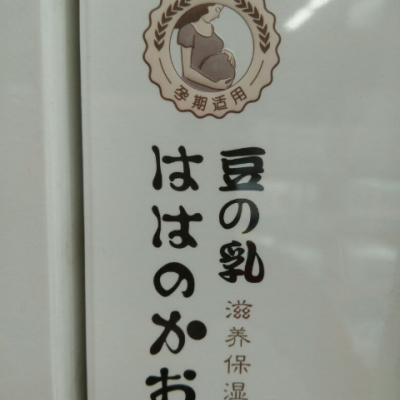 孕期适用
豆の乳
滋养保湿
ははのかお